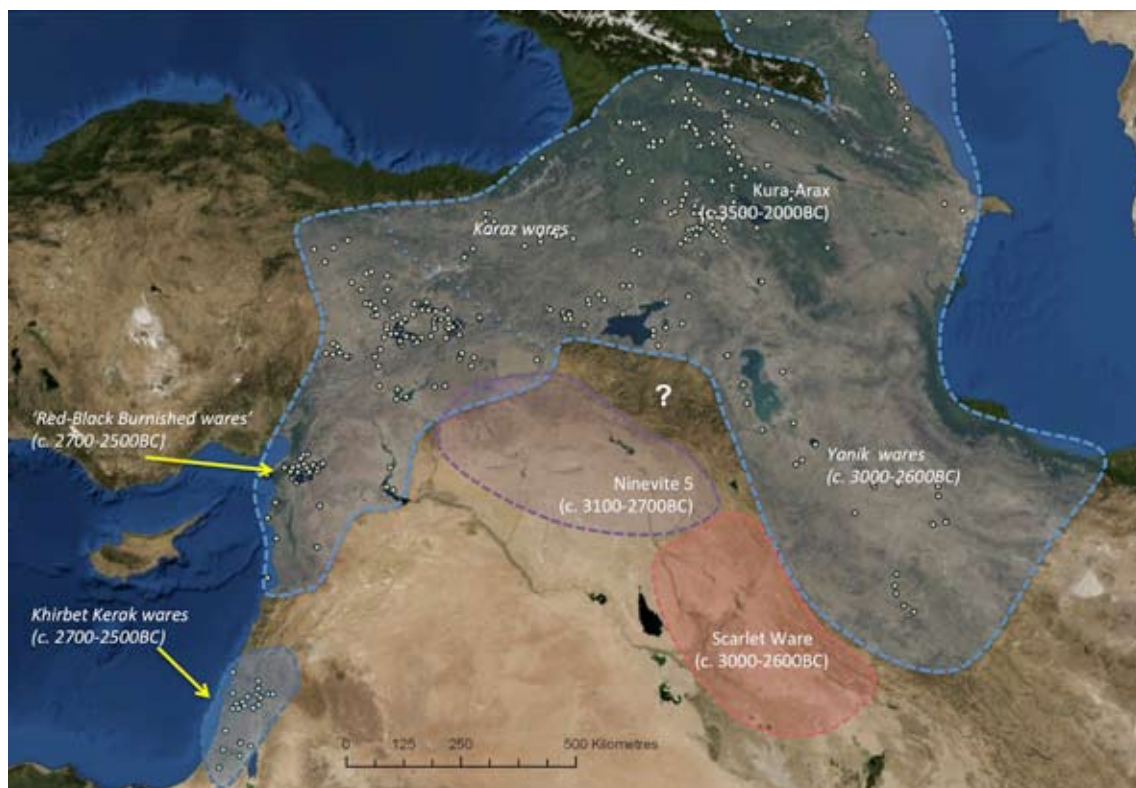 Kura-Arax
(c.3500-2000BC)
Karaz wares
?
'Red-Black Burnished wares'
(c. 2700-2500BC)
Yanik wares
(c. 3000-2600BC)
Ninevite 5
(c. 3100-2700BC)
Khirbet Kerak wares
(c. 2700-2500BC)
Scarlet Ware
(c. 3000-2600BC)
0 125 250 500 Kilometres